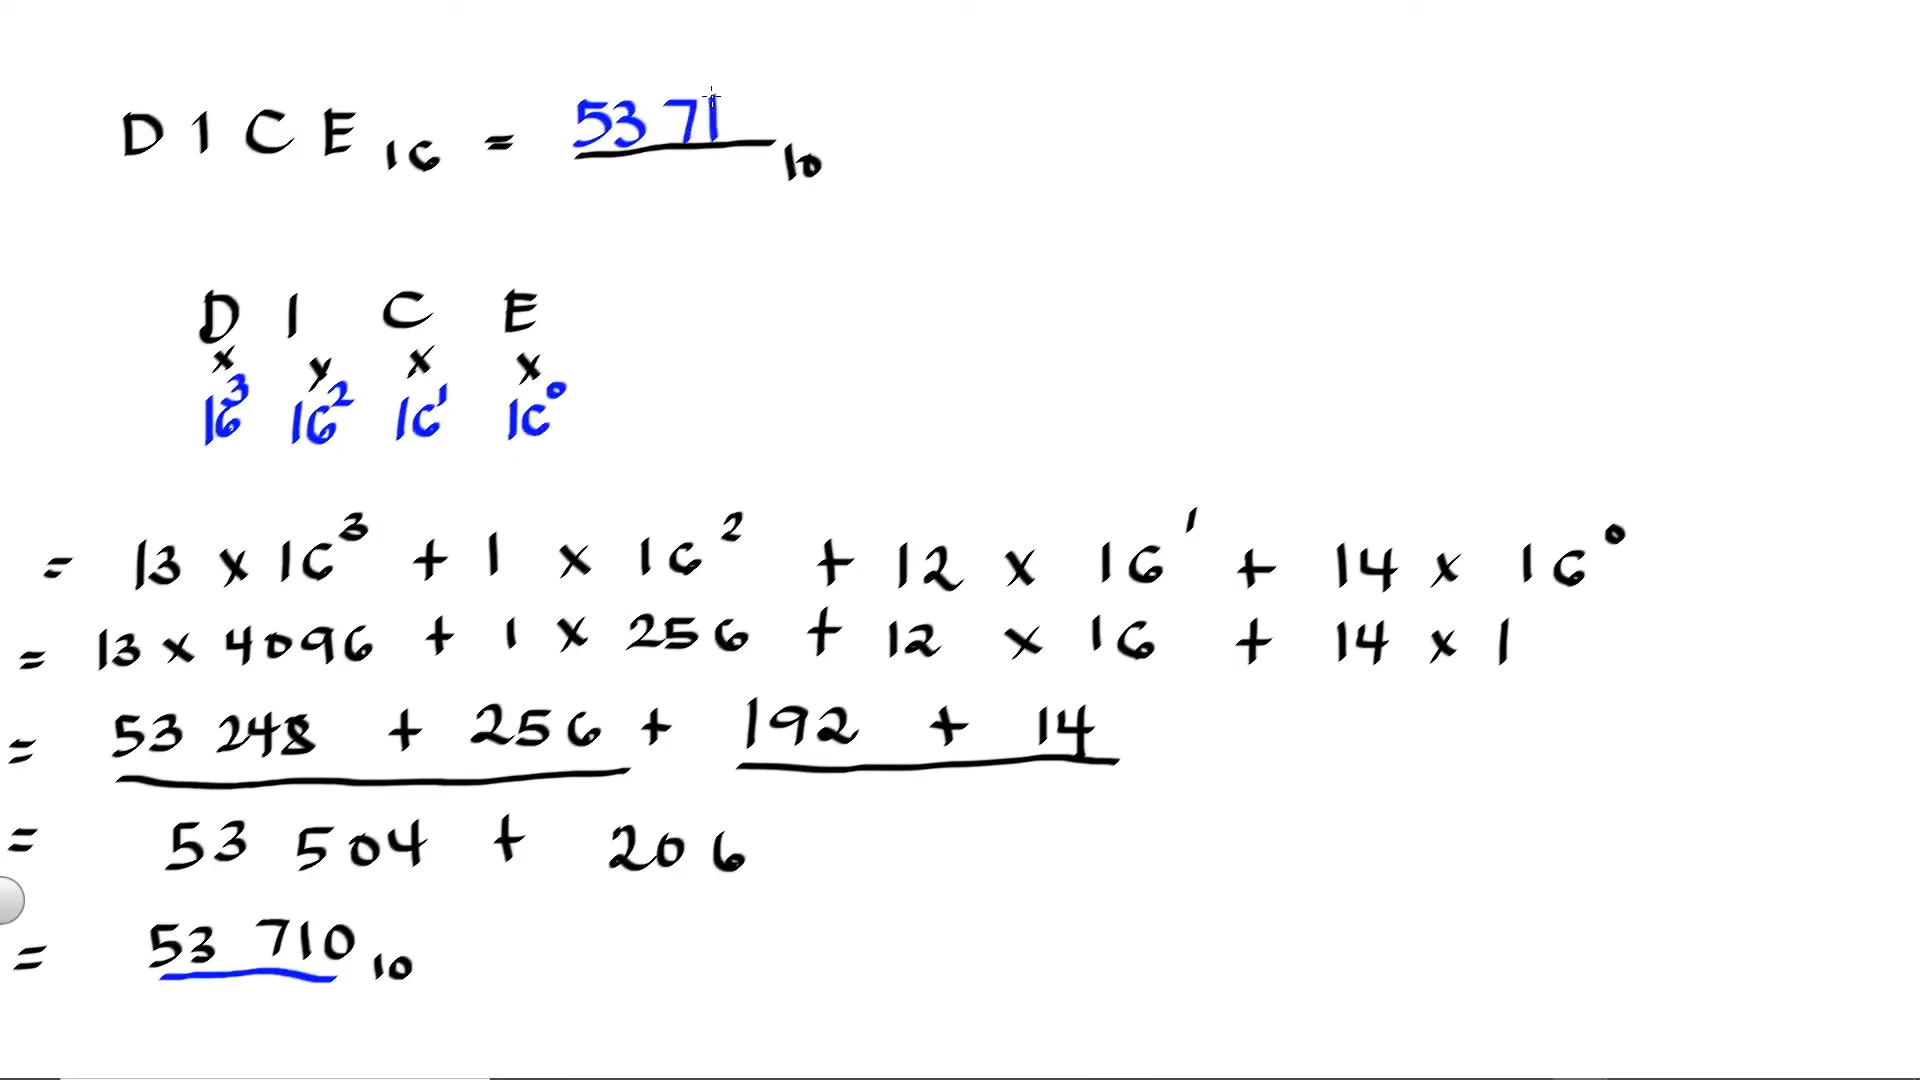 D 1 C E 16 = 53 71 10
D 1 C E
x x x x
16³ 16² 16¹ 16⁰
= 13 x 16³ + 1 x 16² + 12 x 16¹ + 14 x 16⁰
= 13 x 4096 + 1 x 256 + 12 x 16 + 14 x 1
= 53 248 + 256 + 192 + 14
= 53 504 + 206
= 53 710 10